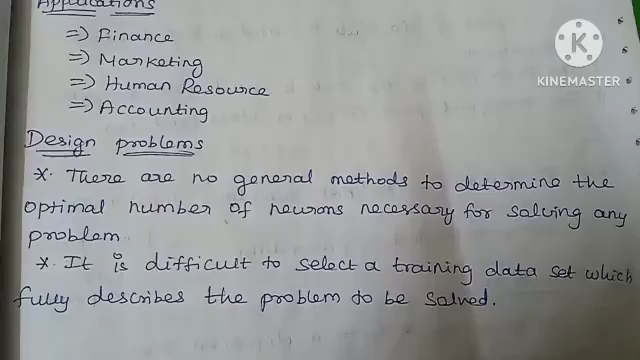 Applications
=> Finance
=> Marketing
=> Human Resource
=> Accounting
Design problems
*. There are no general methods to determine the
optimal number of neurons necessary for solving any
problem
*. It is difficult to select a training data set which
fully describes the problem to be solved.
K
KINEMASTER